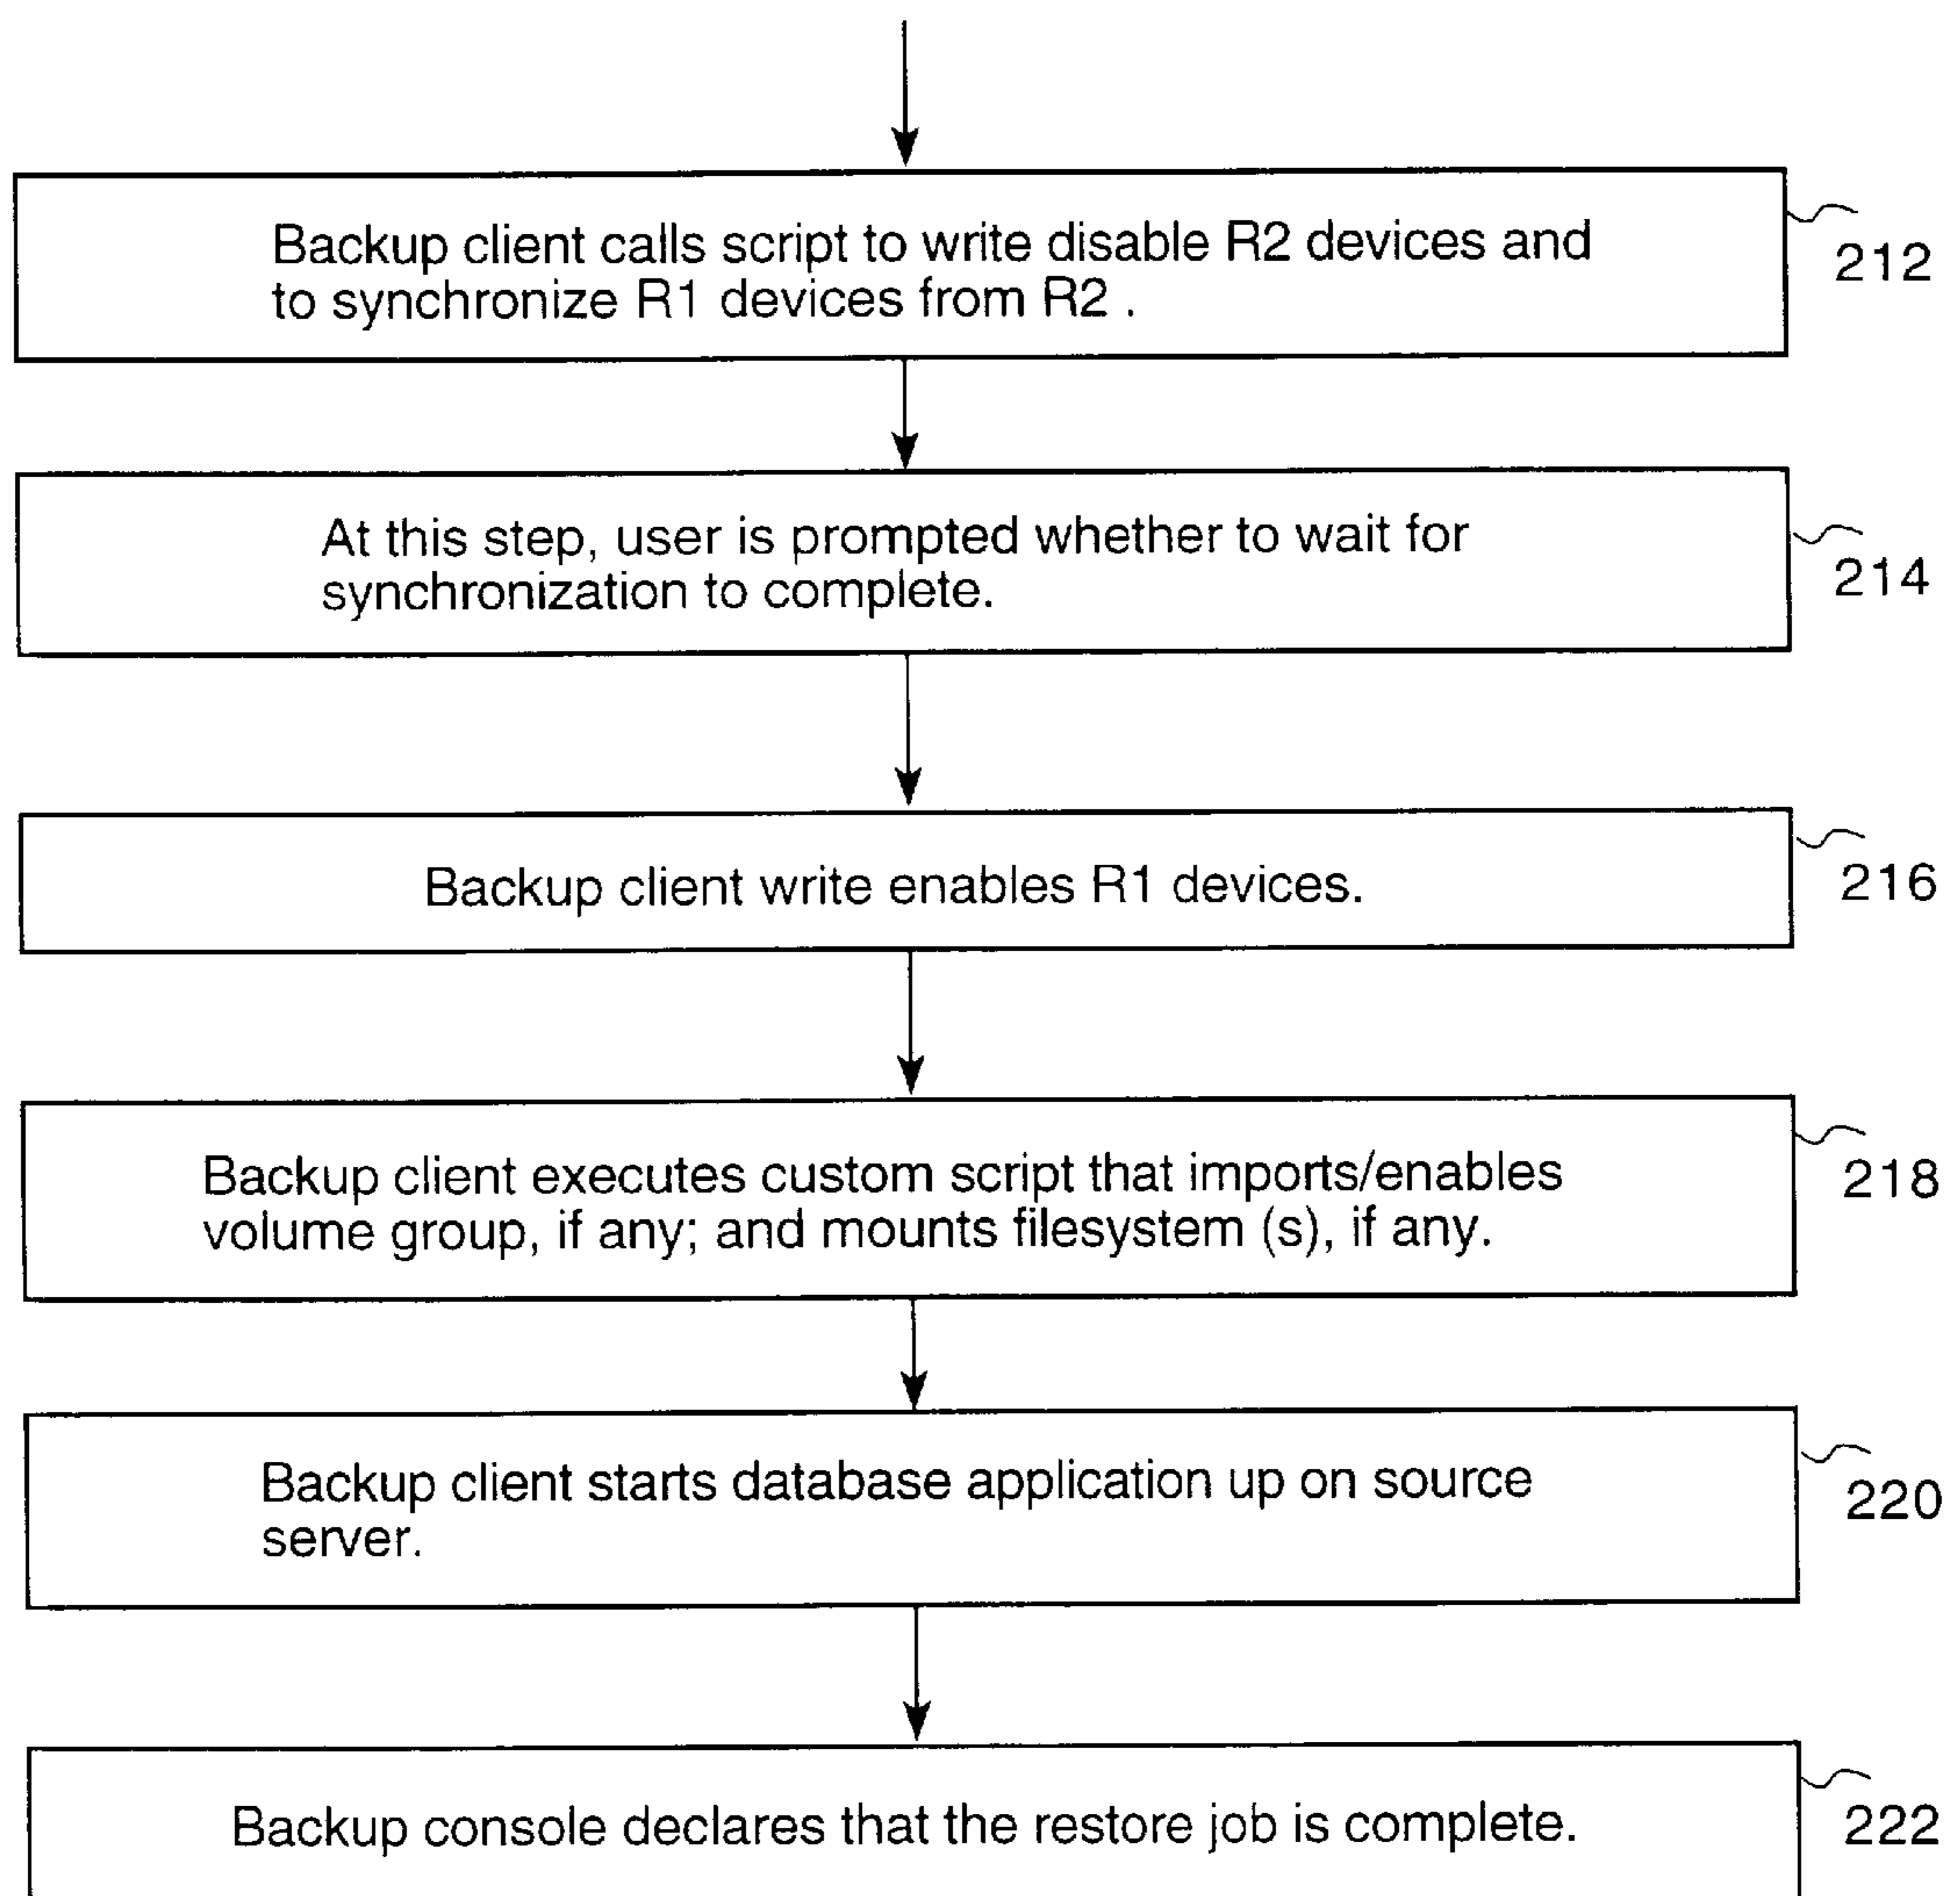 Backup client calls script to write disable R2 devices and
to synchronize R1 devices from R2 .
212
At this step, user is prompted whether to wait for
synchronization to complete.
214
Backup client write enables R1 devices.
216
Backup client executes custom script that imports/enables
volume group, if any; and mounts filesystem (s), if any.
218
Backup client starts database application up on source
server.
220
Backup console declares that the restore job is complete.
222